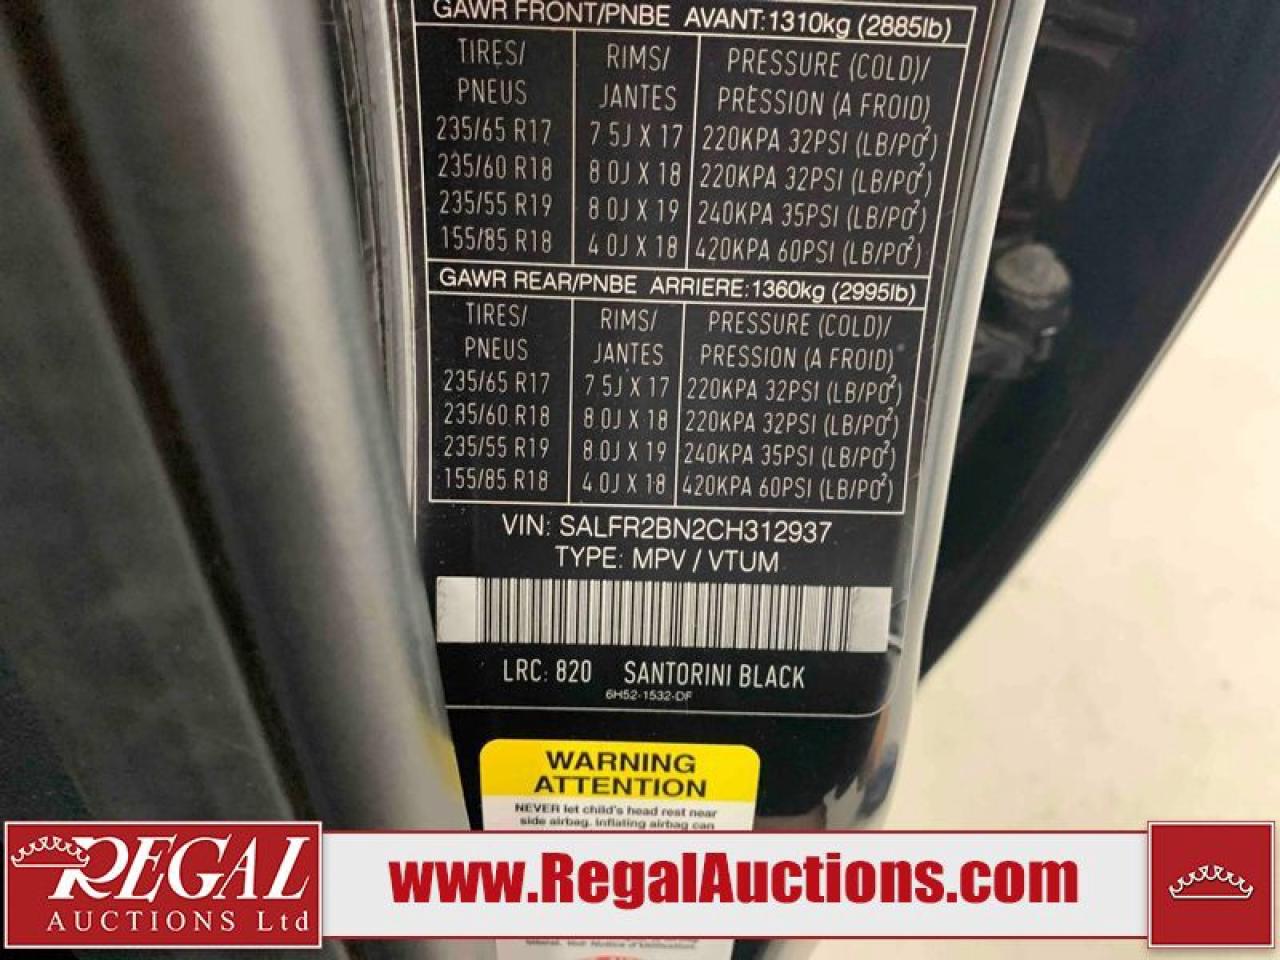 GAWR FRONT/PNBE AVANT:1310kg (2885lb)
TIRES/ RIMS/ PRESSURE (COLD)/
PNEUS JANTES PRESSION (A FROID)
235/65 R17 7 5J X 17 220KPA 32PSI (LB/PO²)
235/60 R18 8 0J X 18 220KPA 32PSI (LB/PO²)
235/55 R19 8 0J X 19 240KPA 35PSI (LB/PO²)
155/85 R18 4 0J X 18 420KPA 60PSI (LB/PO²)
GAWR REAR/PNBE ARRIERE:1360kg (2995lb)
TIRES/ RIMS/ PRESSURE (COLD)/
PNEUS JANTES PRESSION (A FROID)
235/65 R17 7 5J X 17 220KPA 32PSI (LB/PO²)
235/60 R18 8.0J X 18 220KPA 32PSI (LB/PO²)
235/55 R19 8.0J X 19 240KPA 35PSI (LB/PO²)
155/85 R18 4.0J X 18 420KPA 60PSI (LB/PO²)
VIN: SALFR2BN2CH312937
TYPE: MPV / VTUM
LRC: 820 SANTORINI BLACK
6H52-1532-DF
WARNING
ATTENTION
NEVER let child's head rest near
side airbag. Inflating airbag can
REGAL
AUCTIONS Ltd
www.RegalAuctions.com